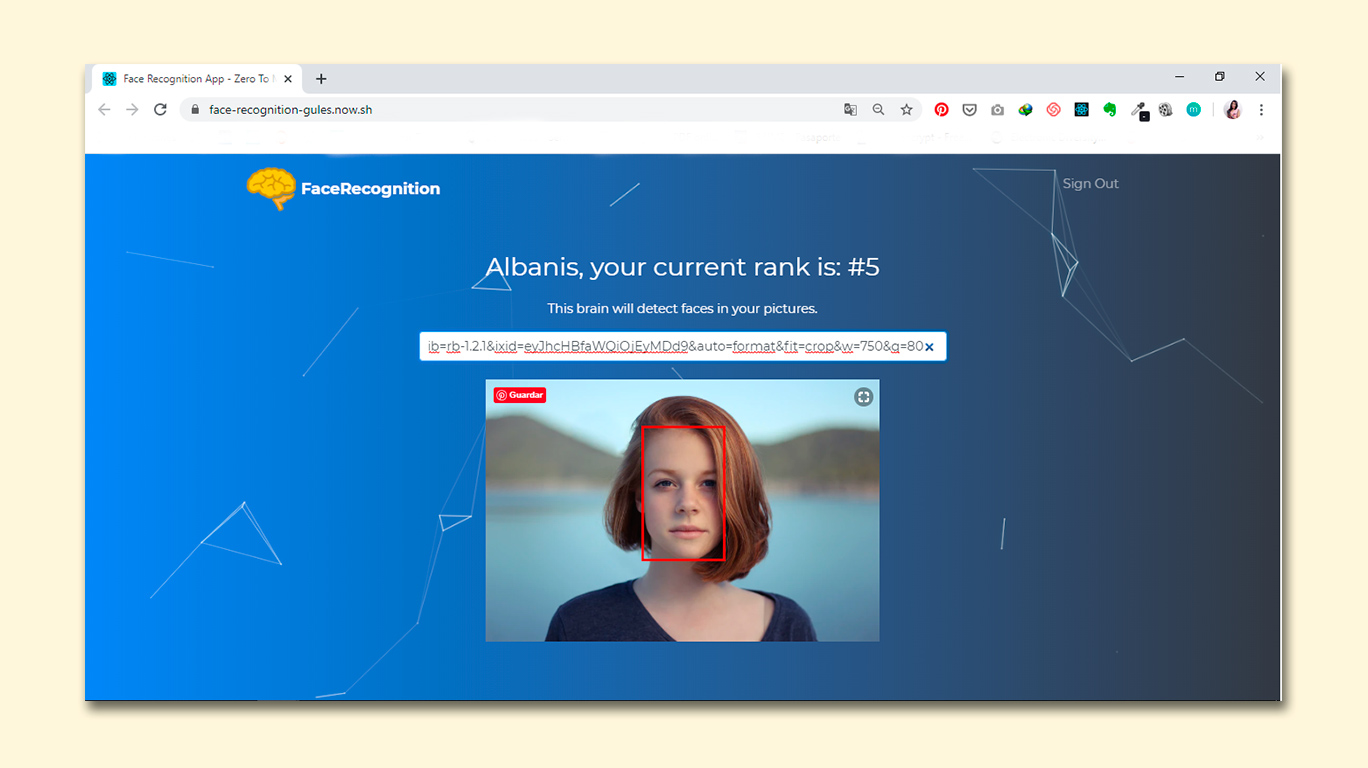 Face Recognition App - Zero To
face-recognition-gules.now.sh
m
FaceRecognition
Sign Out
Albanis, your current rank is: #5
This brain will detect faces in your pictures.
ib=rb-1.2.1&ixid=eyJhcHBfaWQiOjEyMDd9&auto=format&fit=crop&w=750&q=80
Guardar